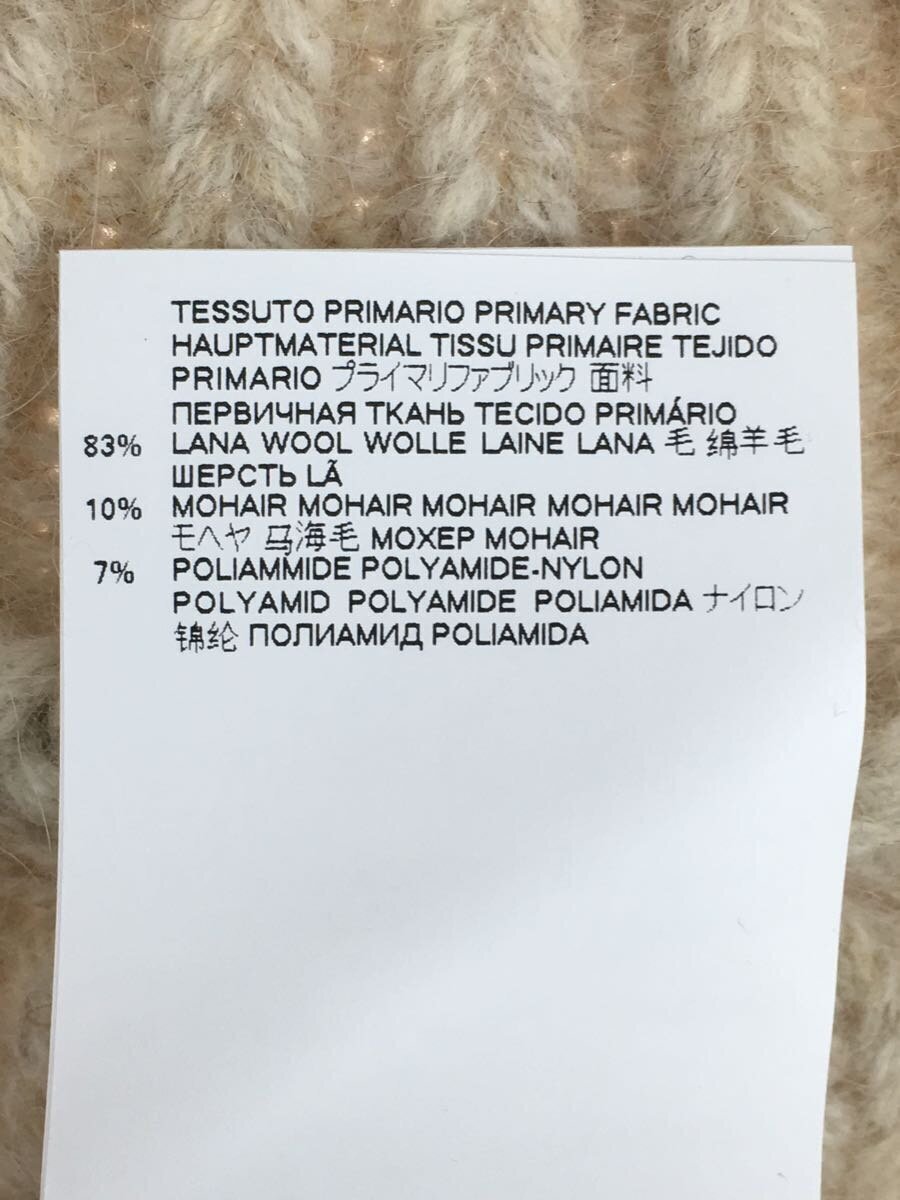 TESSUTO PRIMARIO PRIMARY FABRIC
HAUPTMATERIAL TISSU PRIMAIRE TEJIDO
PRIMARIO プライマリファブリック 面料
ПЕРВИЧНАЯ ТКАНЬ TECIDO PRIMÁRIO
83% LANA WOOL WOLLE LAINE LANA 毛 绵羊毛
ШЕРСТЬ LÃ
10% MOHAIR MOHAIR MOHAIR MOHAIR MOHAIR
モヘヤ 马海毛 МОХЕР MOHAIR
7% POLIAMMIDE POLYAMIDE-NYLON
POLYAMID POLYAMIDE POLIAMIDA ナイロン
锦纶 ПОЛИАМИД POLIAMIDA